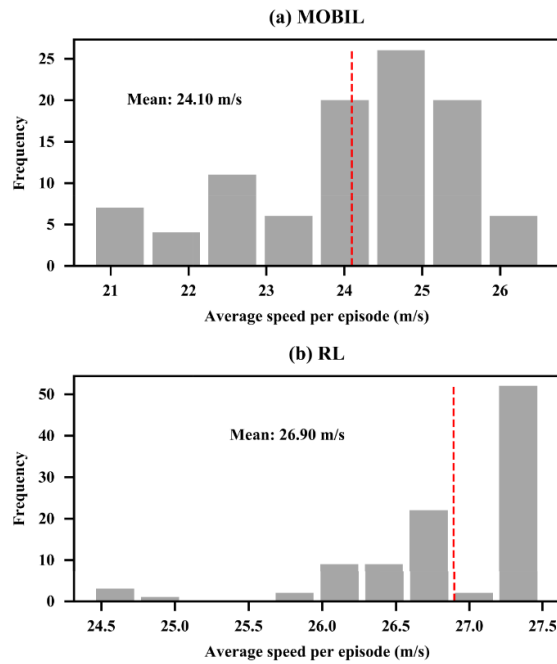 (a) MOBIL
25
20
15
10
5
0
Frequency
Mean: 24.10 m/s
21 22 23 24 25 26
Average speed per episode (m/s)
(b) RL
50
40
30
20
10
0
Frequency
Mean: 26.90 m/s
24.5 25.0 25.5 26.0 26.5 27.0 27.5
Average speed per episode (m/s)